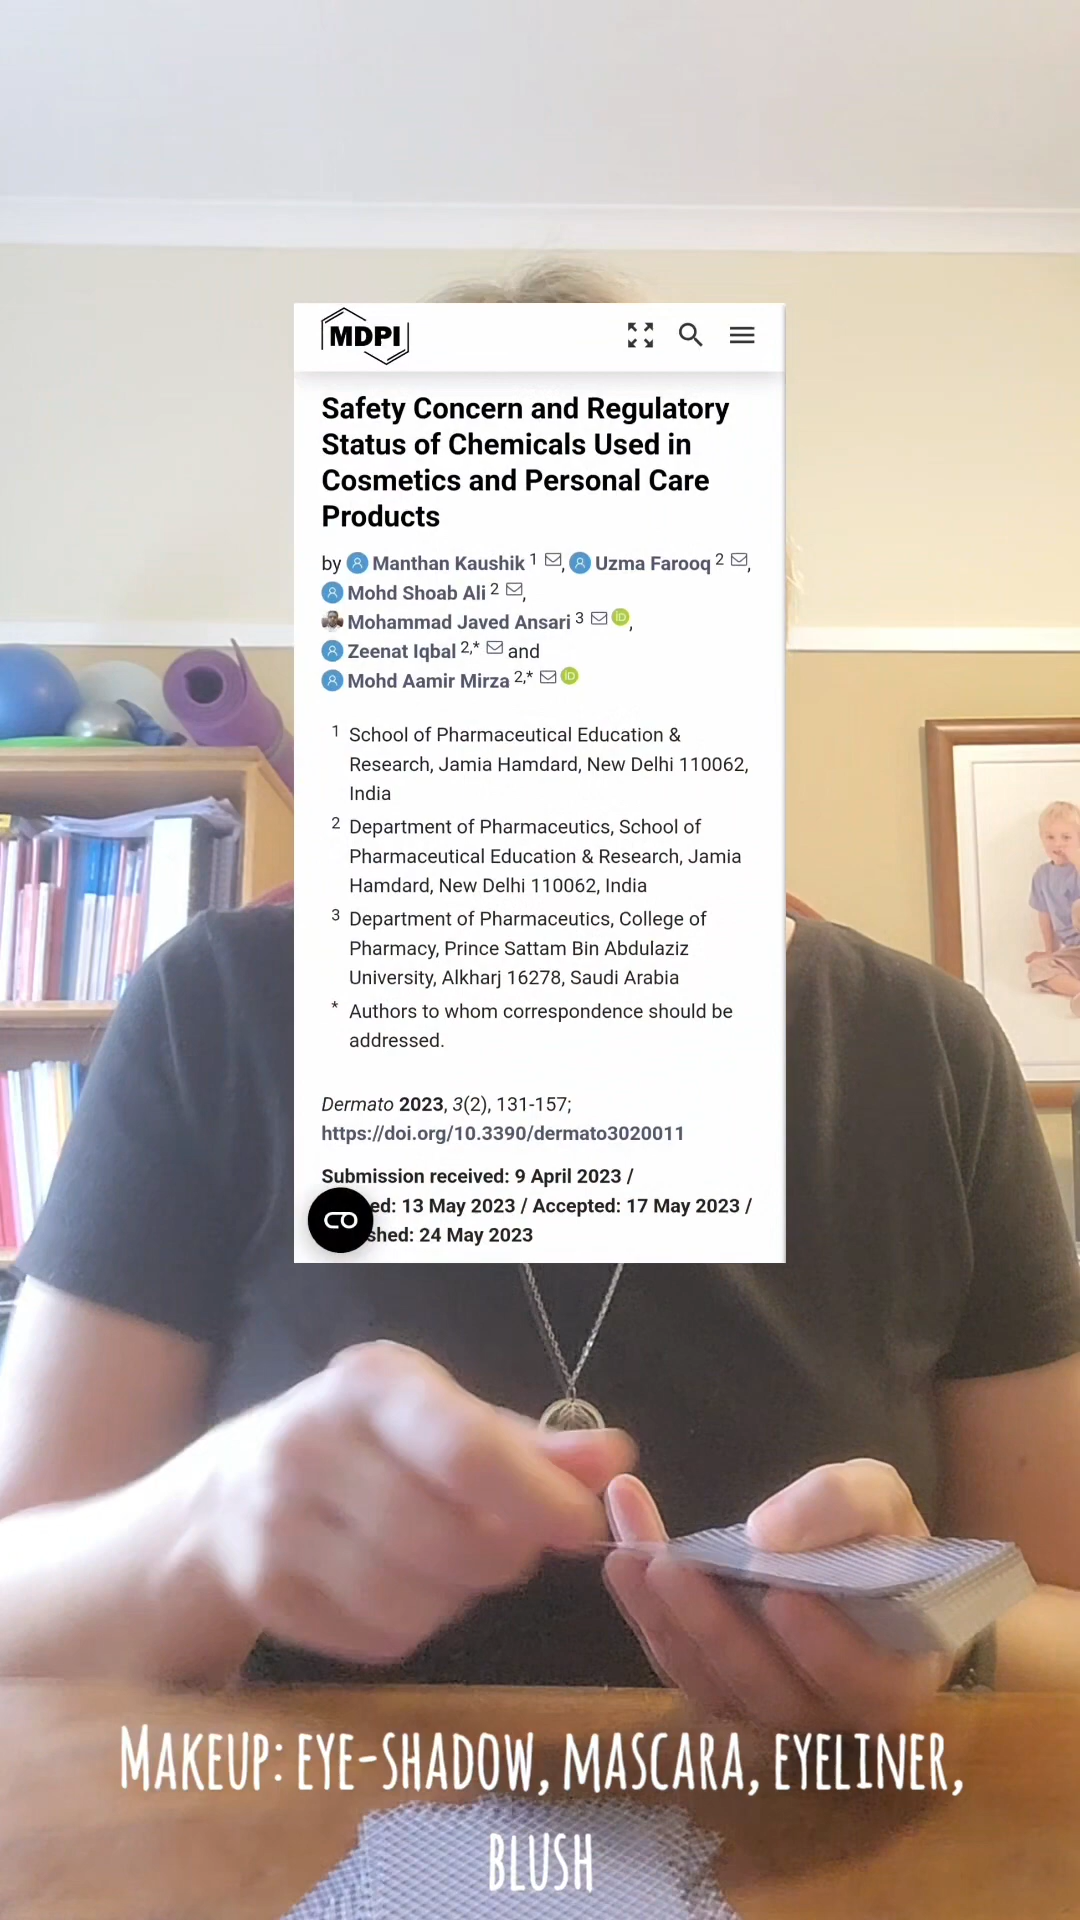 MDPI
Safety Concern and Regulatory
Status of Chemicals Used in
Cosmetics and Personal Care
Products
by Manthan Kaushik 1, Uzma Farooq 2,
Mohd Shoab Ali 2,
Mohammad Javed Ansari 3 iD,
Zeenat Iqbal 2,* and
Mohd Aamir Mirza 2,* iD
1 School of Pharmaceutical Education &
Research, Jamia Hamdard, New Delhi 110062,
India
2 Department of Pharmaceutics, School of
Pharmaceutical Education & Research, Jamia
Hamdard, New Delhi 110062, India
3 Department of Pharmaceutics, College of
Pharmacy, Prince Sattam Bin Abdulaziz
University, Alkharj 16278, Saudi Arabia
* Authors to whom correspondence should be
addressed.
Dermato 2023, 3(2), 131-157;
https://doi.org/10.3390/dermato3020011
Submission received: 9 April 2023 /
ed: 13 May 2023 / Accepted: 17 May 2023 /
shed: 24 May 2023
MAKEUP: EYE-SHADOW, MASCARA, EYELINER,
BLUSH